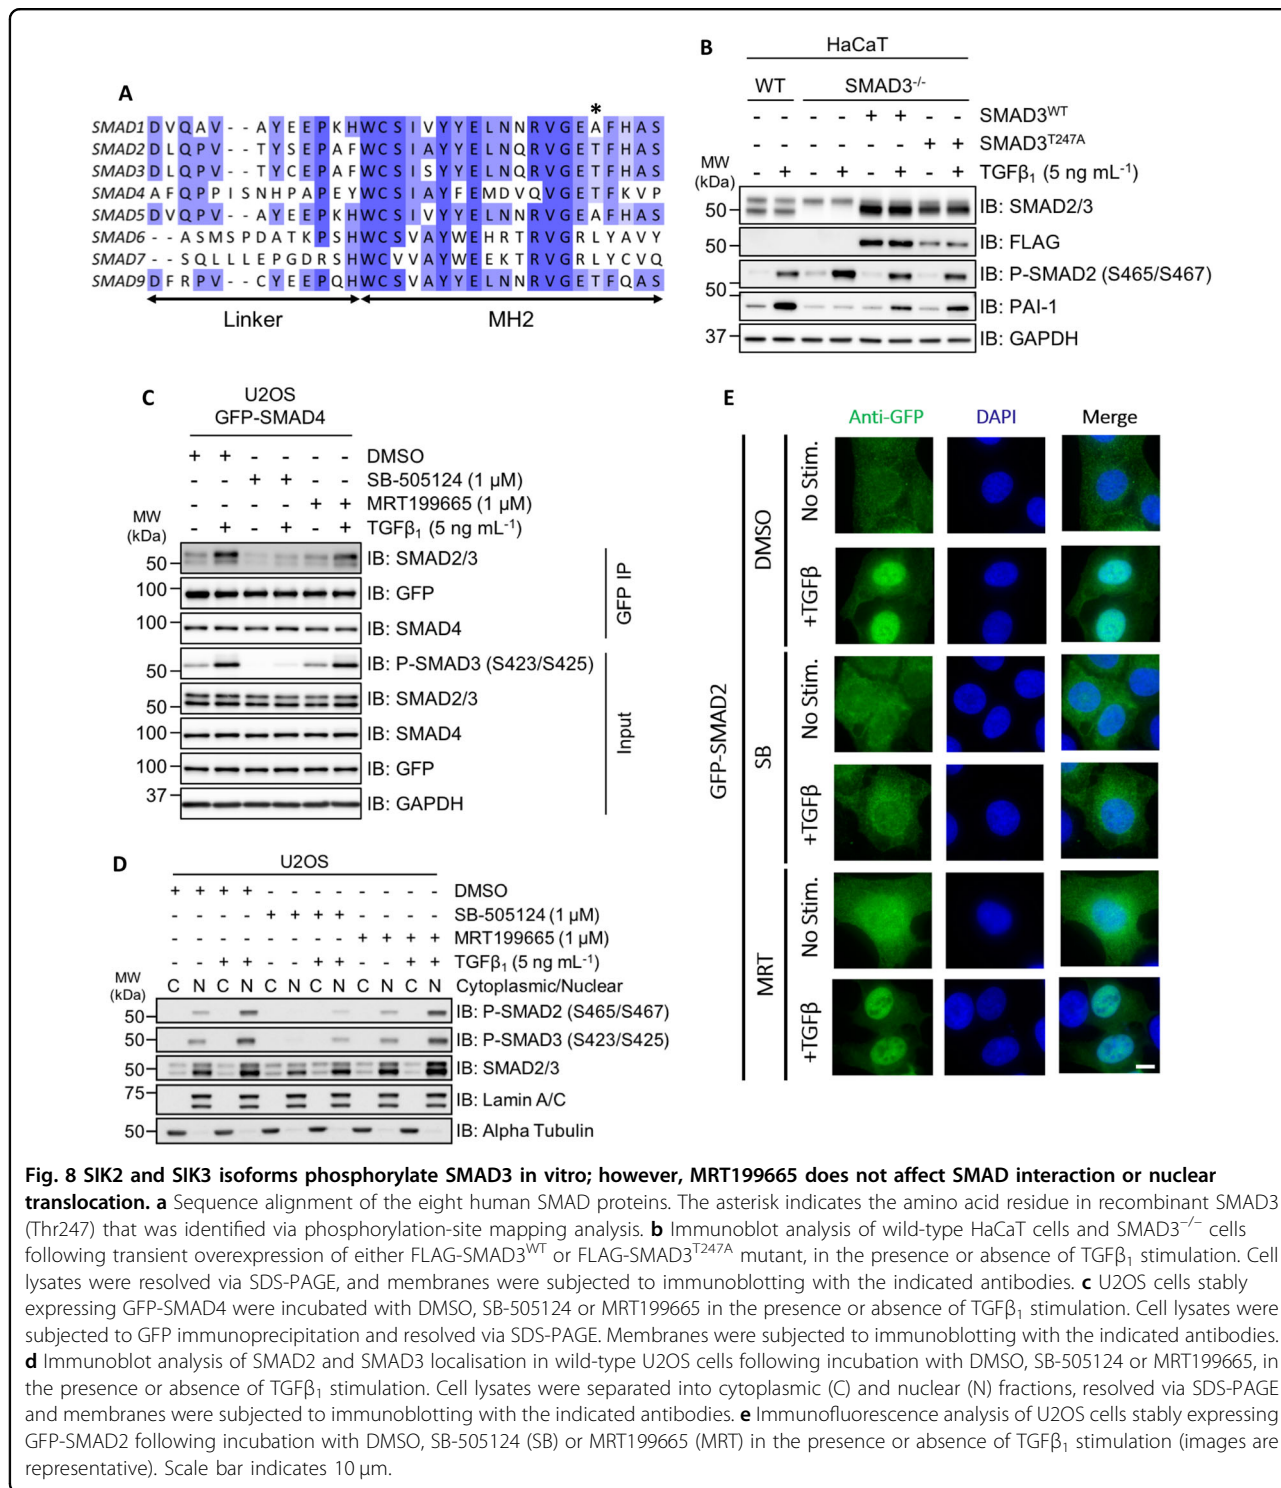 A
*
SMAD1 D V Q A V - - A Y E E P K H W C S I V Y Y E L N N R V G E A F H A S
SMAD2 D L Q P V - - T Y S E P A F W C S I A Y Y E L N Q R V G E T F H A S
SMAD3 D L Q P V - - T Y C E P A F W C S I S Y Y E L N Q R V G E T F H A S
SMAD4 A F Q P P I S N H P A P E Y W C S I A Y F E M D V Q V G E T F K V P
SMAD5 D V Q P V - - A Y E E P K H W C S I V Y Y E L N N R V G E A F H A S
SMAD6 - - A S M S P D A T K P S H W C S V A Y W E H R T R V G R L Y A V Y
SMAD7 - - S Q L L L E P G D R S H W C V V A Y W E E K T R V G R L Y C V Q
SMAD9 D F R P V - - C Y E E P Q H W C S V A Y Y E L N N R V G E T F Q A S
Linker MH2
B
HaCaT
WT SMAD3-/-
- - - - + + - - SMAD3WT
- - - - - - + + SMAD3T247A
- + - + - + - + TGFβ1 (5 ng mL-1)
MW
(kDa)
50 IB: SMAD2/3
50 IB: FLAG
50 IB: P-SMAD2 (S465/S467)
IB: PAI-1
37 IB: GAPDH
C
U2OS
GFP-SMAD4
+ + - - - - DMSO
- - + + - - SB-505124 (1 µM)
- - - - + + MRT199665 (1 µM)
- + - + - + TGFβ1 (5 ng mL-1)
MW
(kDa)
50 IB: SMAD2/3
100 IB: GFP
100 IB: SMAD4
GFP IP
50 IB: P-SMAD3 (S423/S425)
IB: SMAD2/3
100 IB: SMAD4
100 IB: GFP
37 IB: GAPDH
Input
D
U2OS
+ + + + - - - - - - - - DMSO
- - - - + + + + - - - - SB-505124 (1 µM)
- - - - - - - - + + + + MRT199665 (1 µM)
- - + + - - + + - - + + TGFβ1 (5 ng mL-1)
MW
(kDa)
C N C N C N C N C N C N Cytoplasmic/Nuclear
50 IB: P-SMAD2 (S465/S467)
50 IB: P-SMAD3 (S423/S425)
50 IB: SMAD2/3
75 IB: Lamin A/C
50 IB: Alpha Tubulin
E
Anti-GFP DAPI Merge
GFP-SMAD2
DMSO
No Stim.
+TGFβ
SB
No Stim.
+TGFβ
MRT
No Stim.
+TGFβ
Fig. 8 SIK2 and SIK3 isoforms phosphorylate SMAD3 in vitro; however, MRT199665 does not affect SMAD interaction or nuclear
translocation. a Sequence alignment of the eight human SMAD proteins. The asterisk indicates the amino acid residue in recombinant SMAD3
(Thr247) that was identified via phosphorylation-site mapping analysis. b Immunoblot analysis of wild-type HaCaT cells and SMAD3−/− cells
following transient overexpression of either FLAG-SMAD3WT or FLAG-SMAD3T247A mutant, in the presence or absence of TGFβ1 stimulation. Cell
lysates were resolved via SDS-PAGE, and membranes were subjected to immunoblotting with the indicated antibodies. c U2OS cells stably
expressing GFP-SMAD4 were incubated with DMSO, SB-505124 or MRT199665 in the presence or absence of TGFβ1 stimulation. Cell lysates were
subjected to GFP immunoprecipitation and resolved via SDS-PAGE. Membranes were subjected to immunoblotting with the indicated antibodies.
d Immunoblot analysis of SMAD2 and SMAD3 localisation in wild-type U2OS cells following incubation with DMSO, SB-505124 or MRT199665, in
the presence or absence of TGFβ1 stimulation. Cell lysates were separated into cytoplasmic (C) and nuclear (N) fractions, resolved via SDS-PAGE
and membranes were subjected to immunoblotting with the indicated antibodies. e Immunofluorescence analysis of U2OS cells stably expressing
GFP-SMAD2 following incubation with DMSO, SB-505124 (SB) or MRT199665 (MRT) in the presence or absence of TGFβ1 stimulation (images are
representative). Scale bar indicates 10 µm.